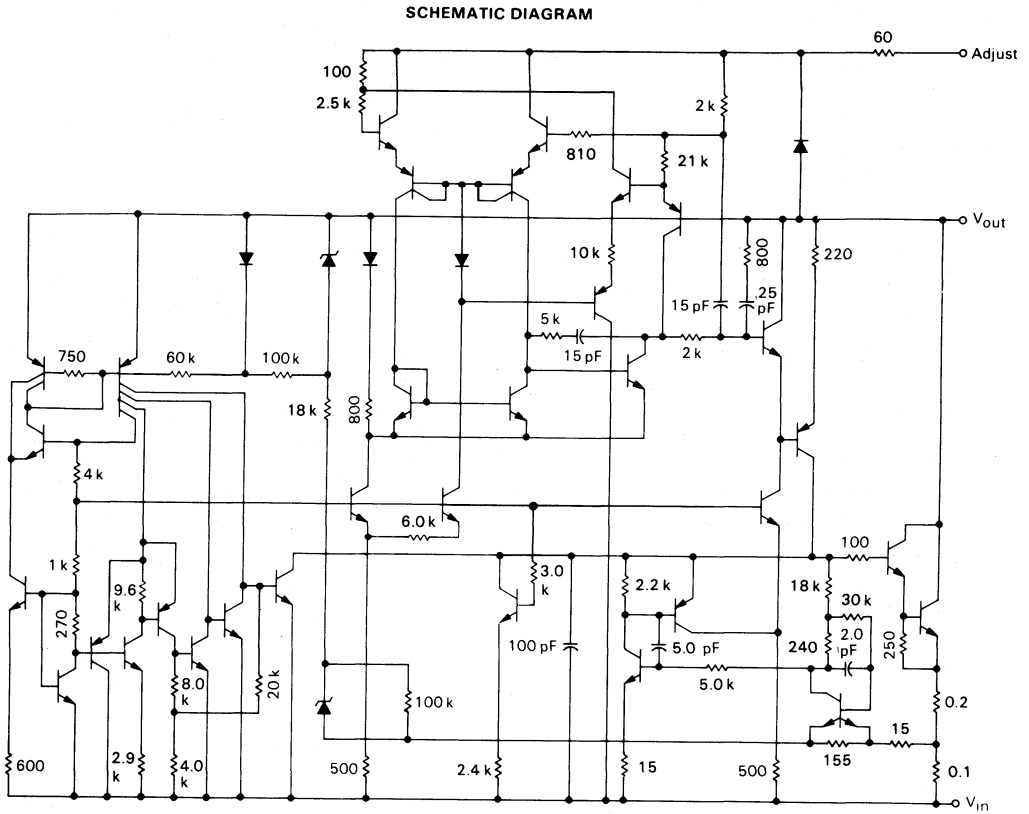 SCHEMATIC DIAGRAM
60
Adjust
100
2.5 k
2 k
810
21 k
Vout
10 k
800
220
15 pF
.25
pF
5 k
15 pF
2 k
750
60 k
100 k
18 k
800
4 k
6.0 k
1 k
9.6
k
270
3.0
k
2.2 k
100
18 k
30 k
100 pF
5.0 pF
240
2.0
pF
250
8.0
k
20 k
100 k
5.0 k
0.2
15
155
600
2.9
k
4.0
k
500
2.4 k
15
500
0.1
Vin